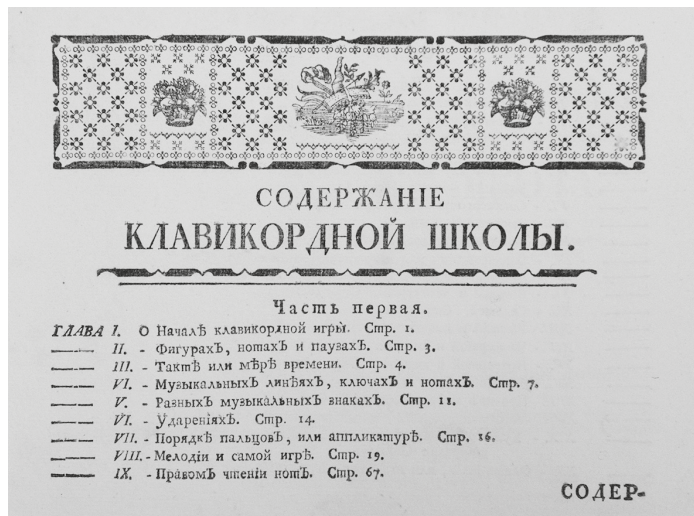 СОДЕРЖАНІЕ
КЛАВИКОРДНОЙ ШКОЛЫ.
Часть первая.
ГЛАВА I. О Началѣ клавикордной игры. Стр. 1.
—— II. - ФигурахЪ, нотахЪ и паузахЪ. Стр. 3.
—— III. - Тактѣ или мѣрѣ времени. Стр. 4.
—— VI. - МузыкальныхЪ линѣяхЪ, ключахЪ и нотахЪ. Стр. 7.
—— V. - РазныхЪ музыкальныхЪ знакахЪ. Стр. 11.
—— VI. - УдареніяхЪ. Стр. 14.
—— VII. - Порядкѣ пальцовЪ, или аппликатурѣ. Стр. 16.
—— VIII. - Мелодіи и самой игрѣ. Стр. 19.
—— IX. - ПравомЪ чтеніи нотЪ. Стр. 67.
СОДЕР-